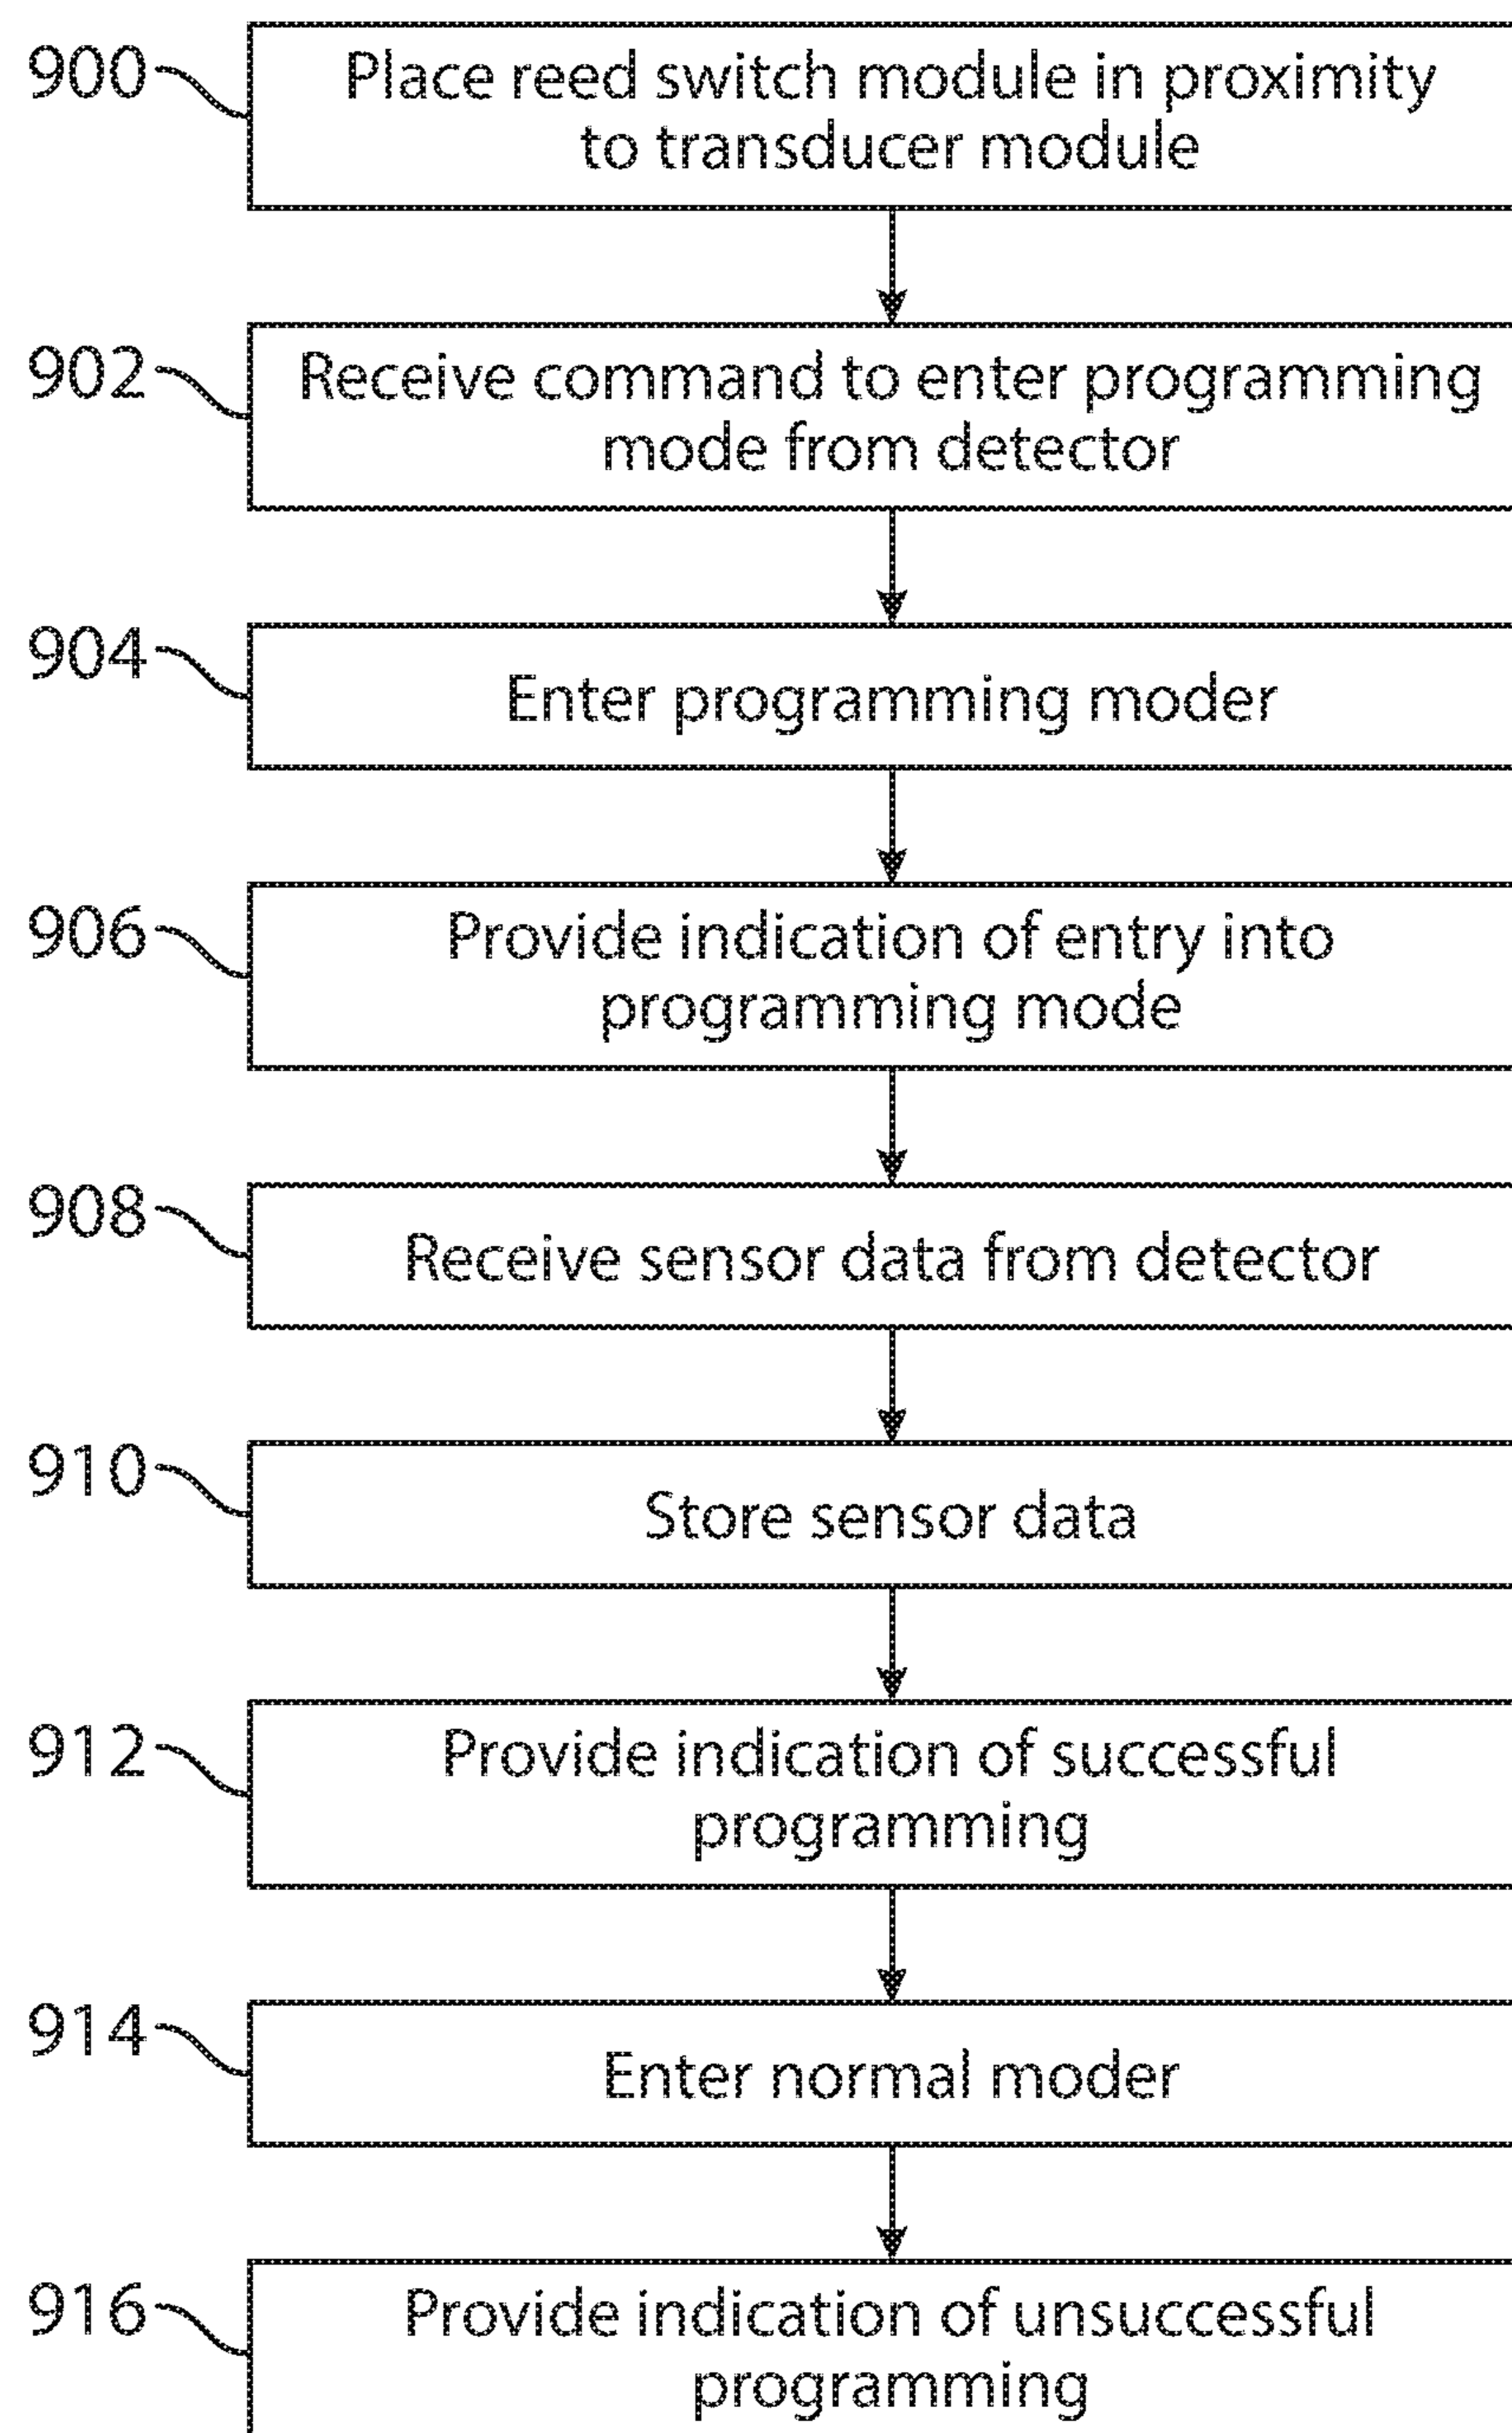 900
Place reed switch module in proximity
to transducer module
902
Receive command to enter programming
mode from detector
904
Enter programming moder
906
Provide indication of entry into
programming mode
908
Receive sensor data from detector
910
Store sensor data
912
Provide indication of successful
programming
914
Enter normal moder
916
Provide indication of unsuccessful
programming